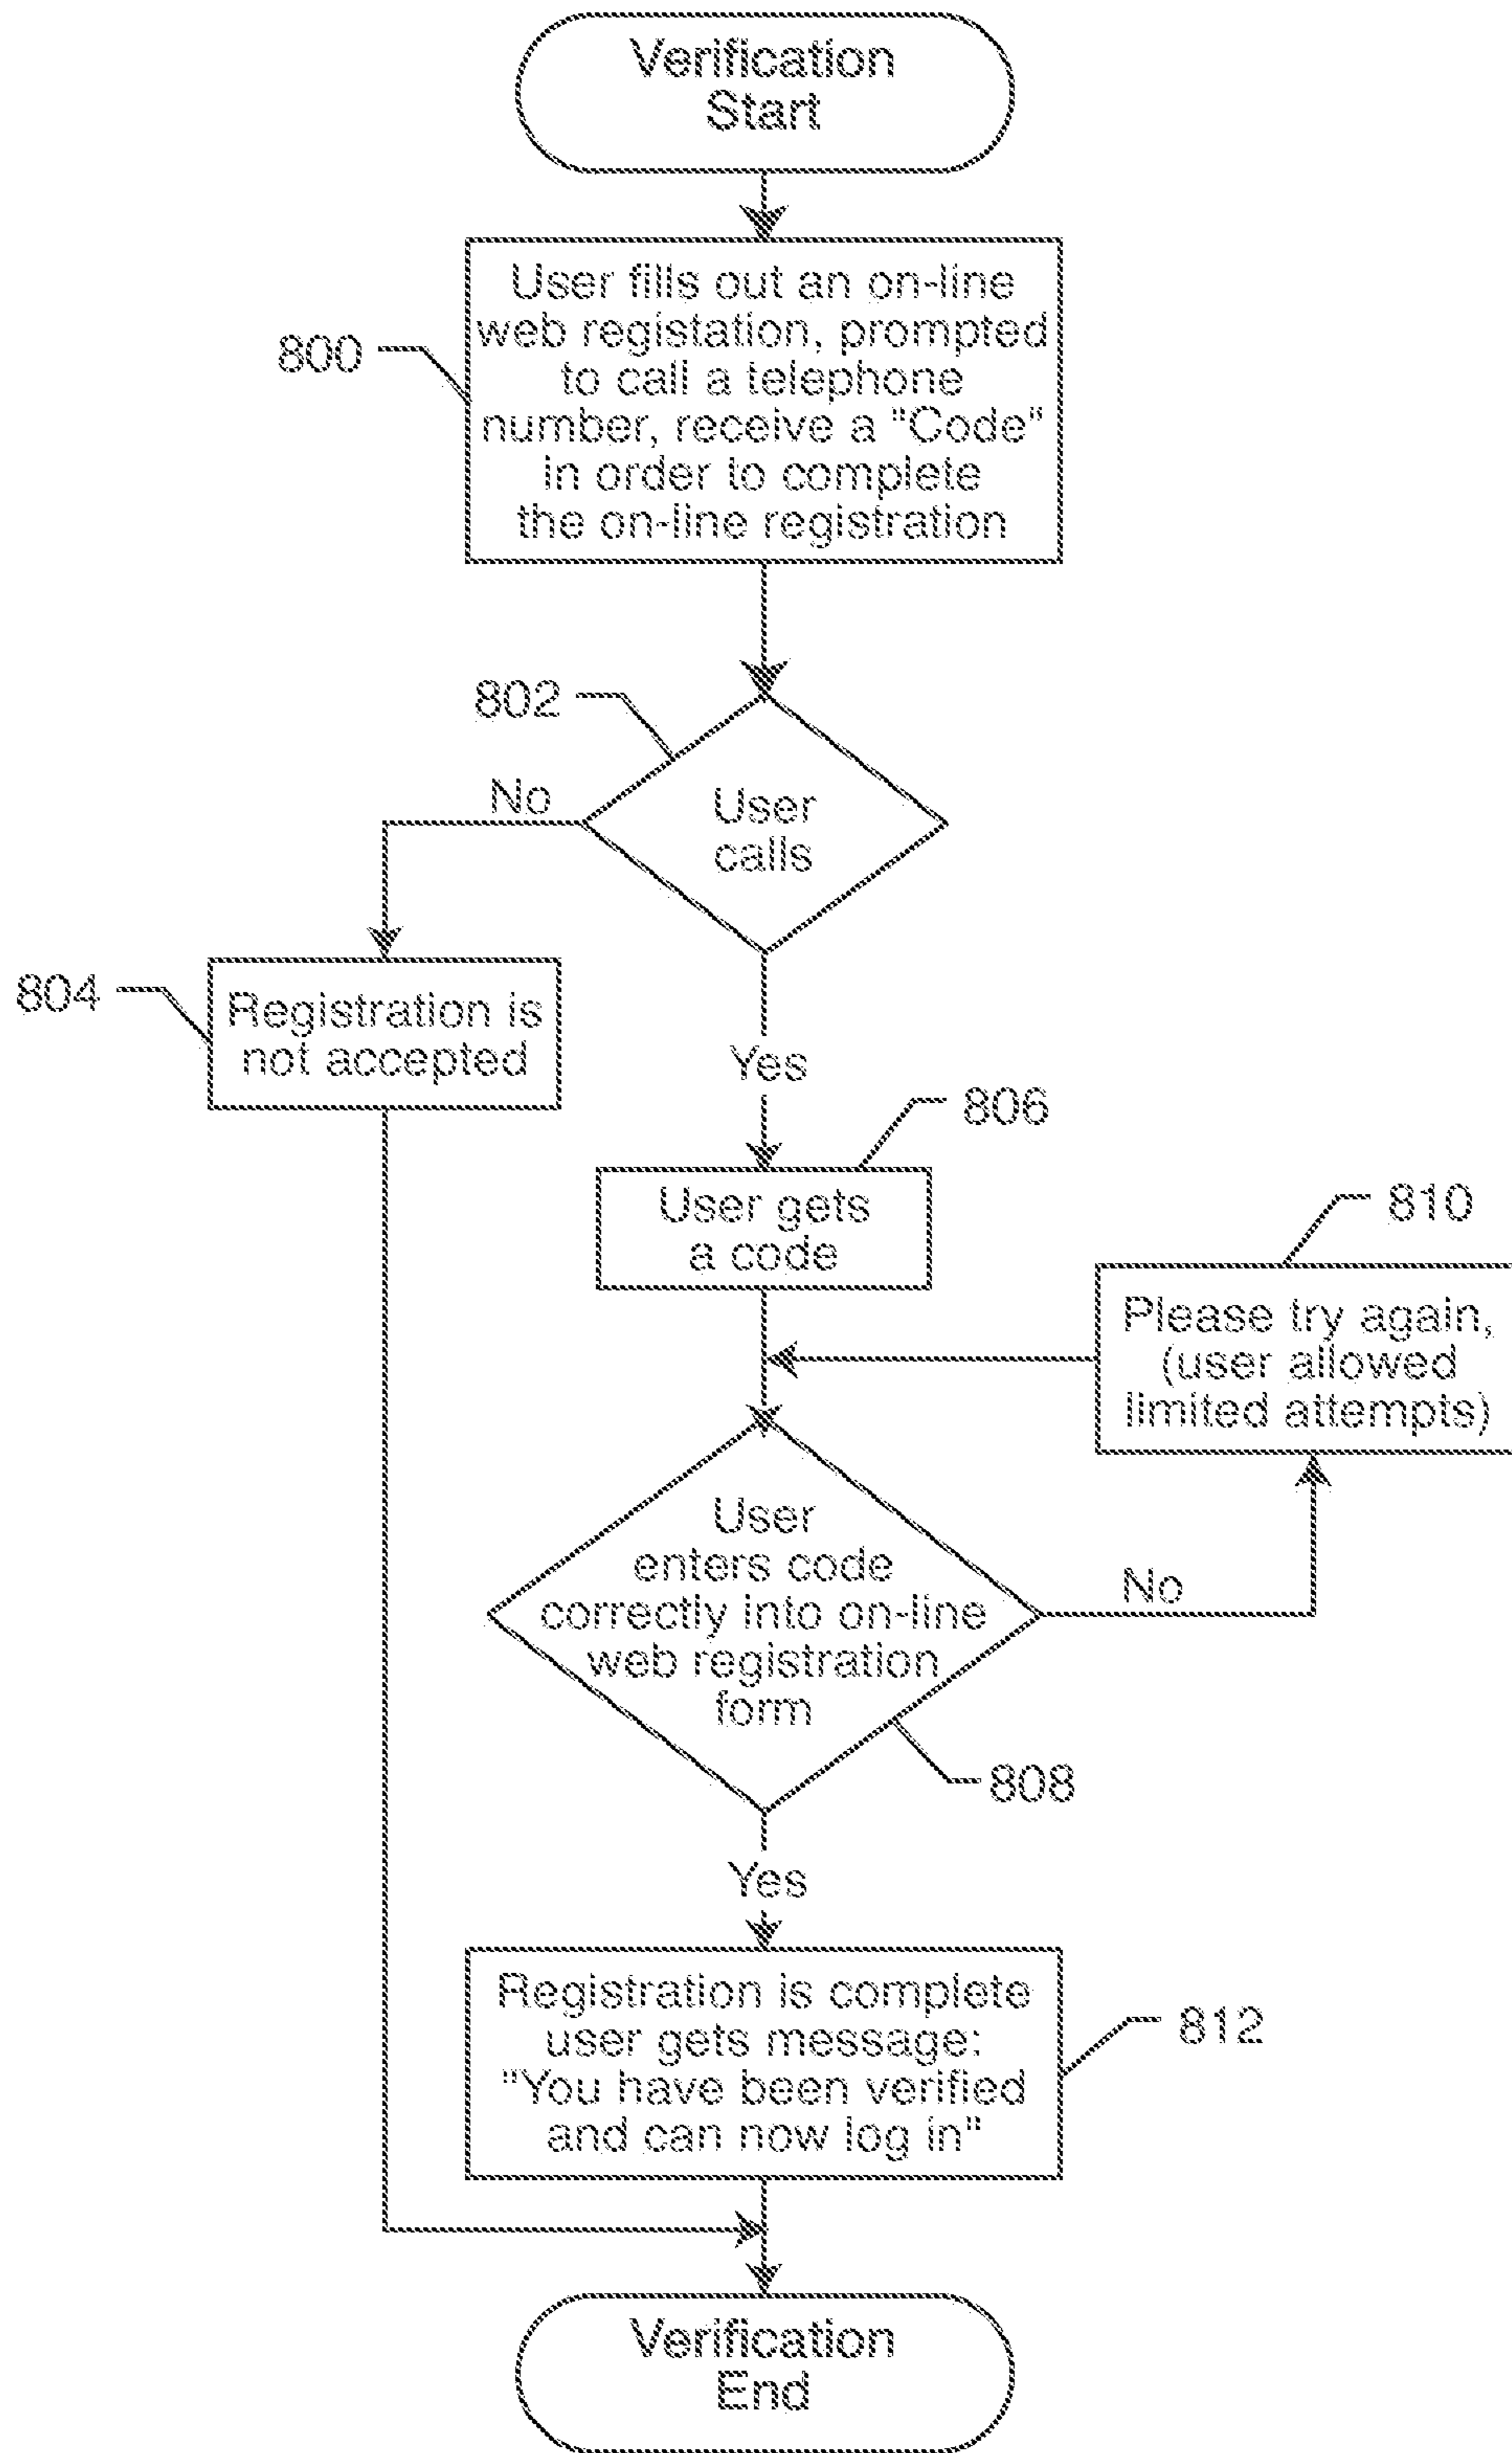 Verification
Start
User fills out an on-line
web registation, prompted
to call a telephone
number, receive a "Code"
in order to complete
the on-line registration
800
802
No
User
calls
804
Registration is
not accepted
Yes
806
User gets
a code
810
Please try again,
(user allowed
limited attempts)
User
enters code
correctly into on-line
web registration
form
No
808
Yes
Registration is complete
user gets message:
"You have been verified
and can now log in"
812
Verification
End